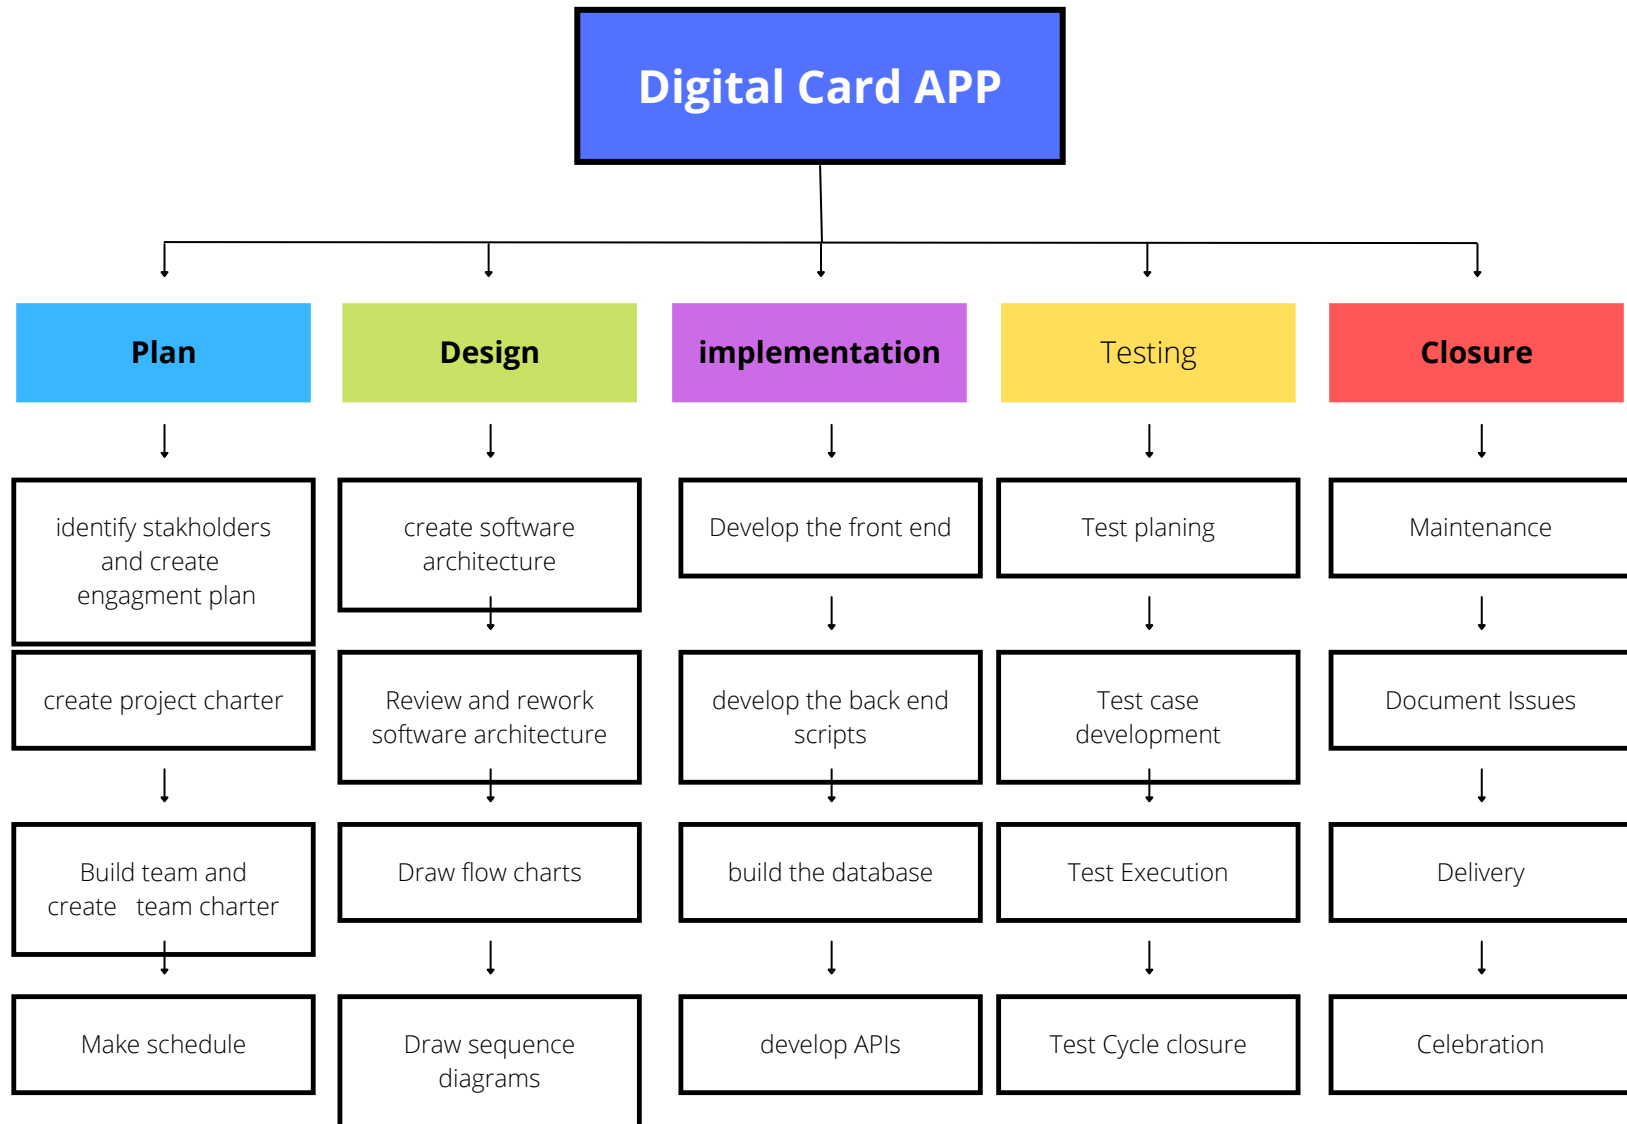 Digital Card APP
Plan
Design
implementation
Testing
Closure
identify stakholders
and create
engagment plan
create project charter
Build team and
create team charter
Make schedule
create software
architecture
Review and rework
software architecture
Draw flow charts
Draw sequence
diagrams
Develop the front end
develop the back end
scripts
build the database
develop APIs
Test planing
Test case
development
Test Execution
Test Cycle closure
Maintenance
Document Issues
Delivery
Celebration